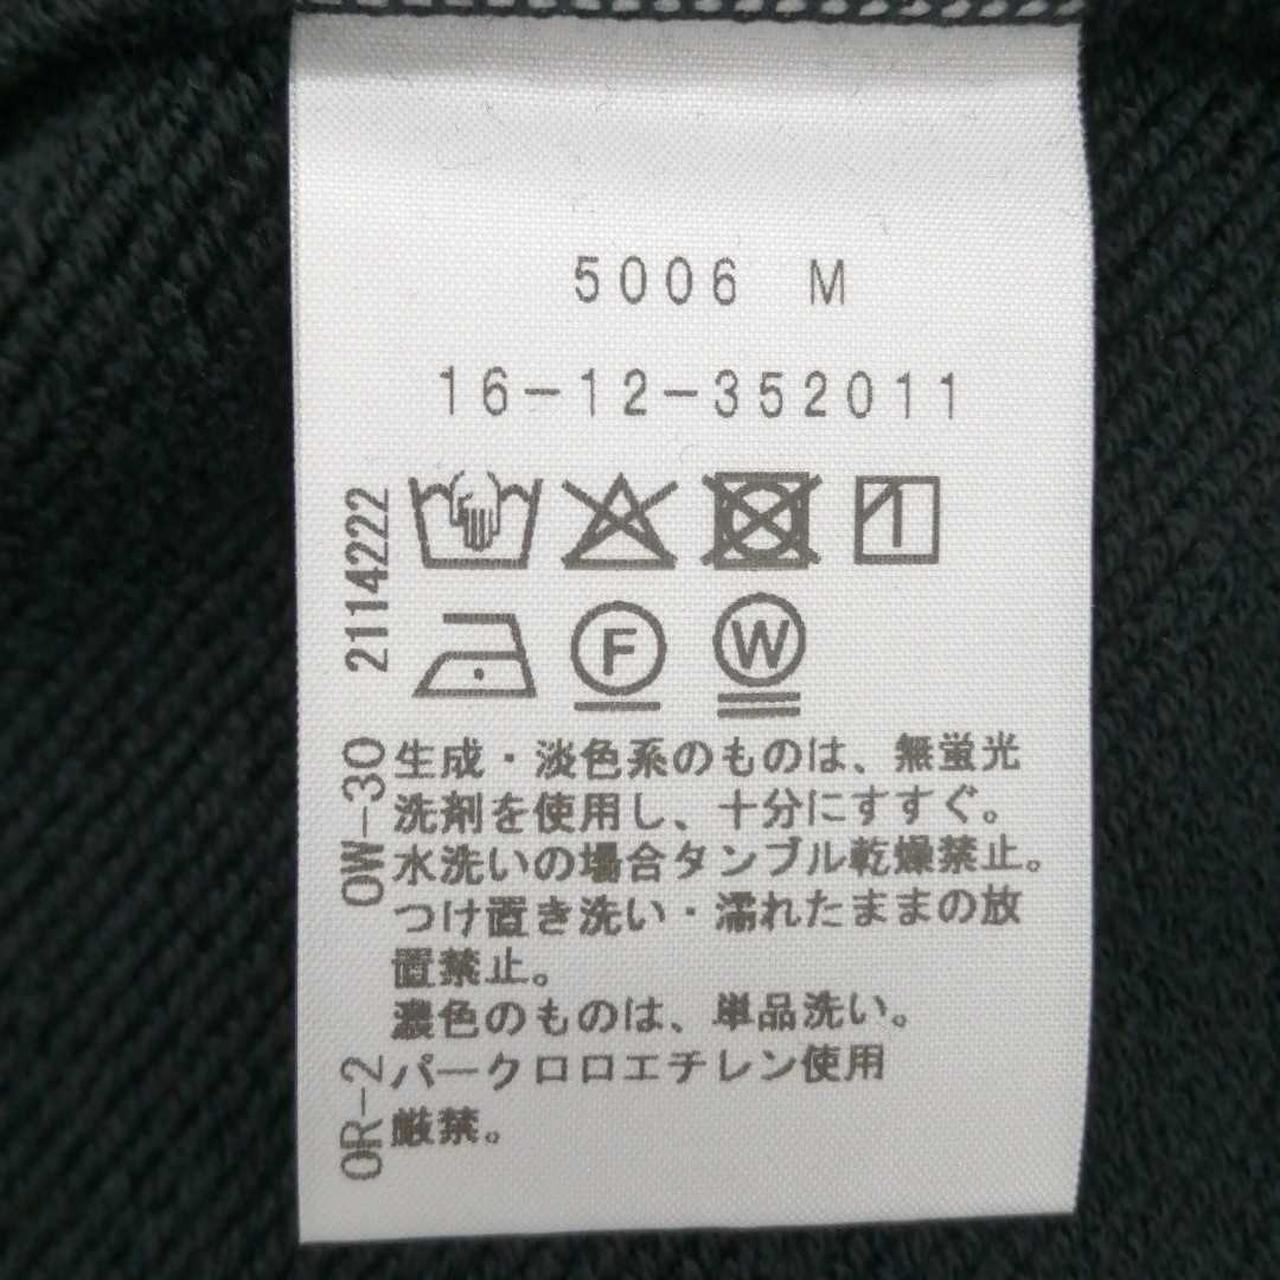 5006 M
16-12-352011
2114222
F
W
OW-30
生成・淡色系のものは、無蛍光
洗剤を使用し、十分にすすぐ。
水洗いの場合タンブル乾燥禁止。
つけ置き洗い・濡れたままの放
置禁止。
濃色のものは、単品洗い。
OR-2
パークロロエチレン使用
厳禁。